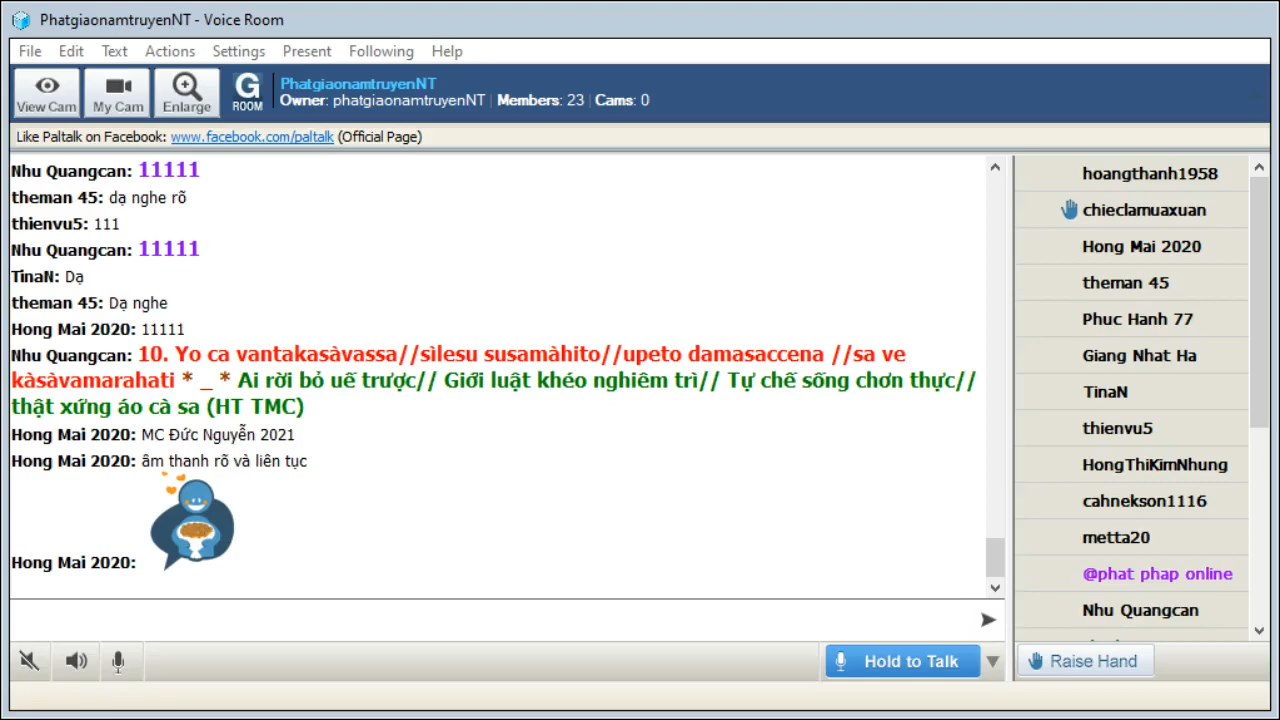 PhatgiaonamtruyenNT - Voice Room
File Edit Text Actions Settings Present Following Help
View Cam My Cam Enlarge G ROOM
PhatgiaonamtruyenNT
Owner: phatgiaonamtruyenNT | Members: 23 | Cams: 0
Like Paltalk on Facebook: www.facebook.com/paltalk (Official Page)
Nhu Quangcan: 11111
theman 45: dạ nghe rõ
thienvu5: 111
Nhu Quangcan: 11111
TinaN: Dạ
theman 45: Dạ nghe
Hong Mai 2020: 11111
Nhu Quangcan: 10. Yo ca vantakasàvassa//sìlesu susamàhito//upeto damasaccena //sa ve
kàsàvamarahati * _ * Ai rời bỏ uế trược// Giới luật khéo nghiêm trì// Tự chế sống chơn thực//
thật xứng áo cà sa (HT TMC)
Hong Mai 2020: MC Đức Nguyễn 2021
Hong Mai 2020: âm thanh rõ và liên tục
Hong Mai 2020:
hoangthanh1958
chieclamuaxuan
Hong Mai 2020
theman 45
Phuc Hanh 77
Giang Nhat Ha
TinaN
thienvu5
HongThiKimNhung
cahnekson1116
metta20
@phat phap online
Nhu Quangcan
Hold to Talk
Raise Hand